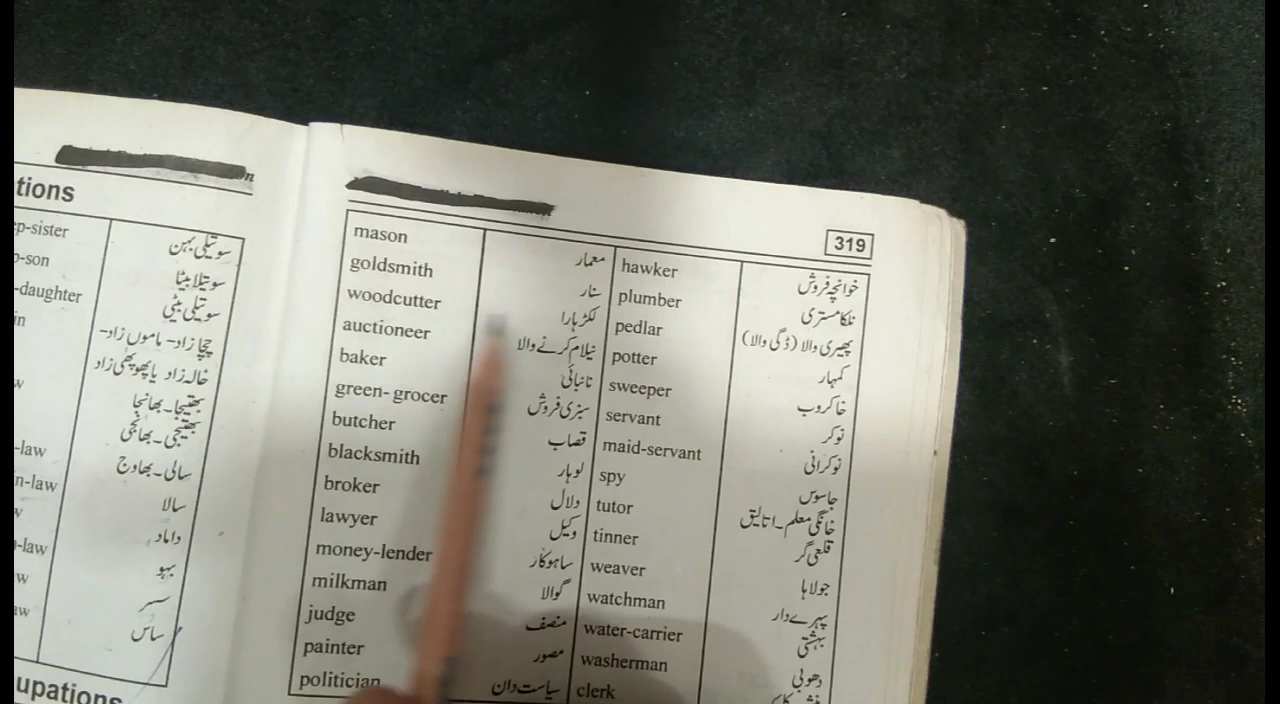 tions
p-sister سوتیلی بہن
-son سوتیلا بیٹا
-daughter سوتیلی بیٹی
in چچا زاد- ماموں زاد-
خالہ زاد یا پھوپھی زاد
w بھتیجا۔بھانجا
بھتیجی۔بھانجی
-law سالی۔بھاوج
n-law سالا
w داماد
-law بہو
w سسر
aw ساس
upations
319
mason معمار hawker خوانچہ فروش
goldsmith سنار plumber نلکا مستری
woodcutter لکڑہارا pedlar پھیری والا (ڈگی والا)
auctioneer نیلام کرنے والا potter کمہار
baker نانبائی sweeper خاکروب
green-grocer سبزی فروش servant نوکر
butcher قصاب maid-servant نوکرانی
blacksmith لوہار spy جاسوس
broker دلال tutor خانگی معلم۔اتالیق
lawyer وکیل tinner قلعی گر
money-lender ساہوکار weaver جولاہا
milkman گوالا watchman پہرے دار
judge منصف water-carrier بہشتی
painter مصور washerman دھوبی
politician سیاست دان clerk